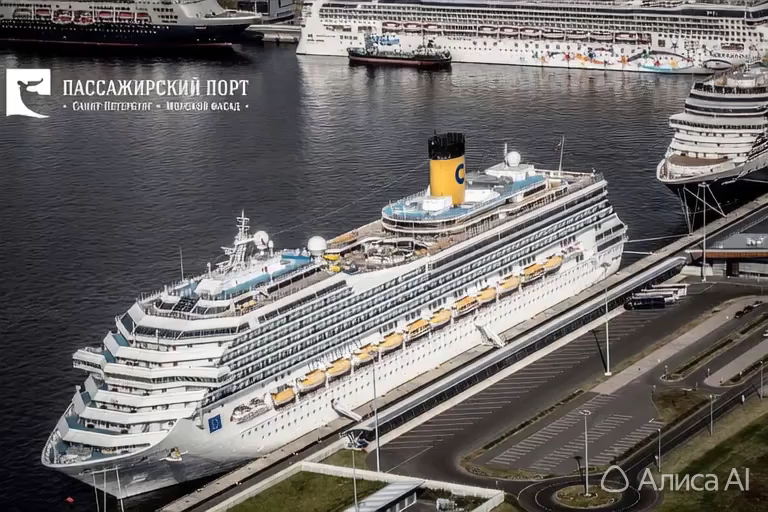 ПАССАЖИРСКИЙ ПОРТ
• Санкт-Петербург • Морской фасад •
C
Алиса AI